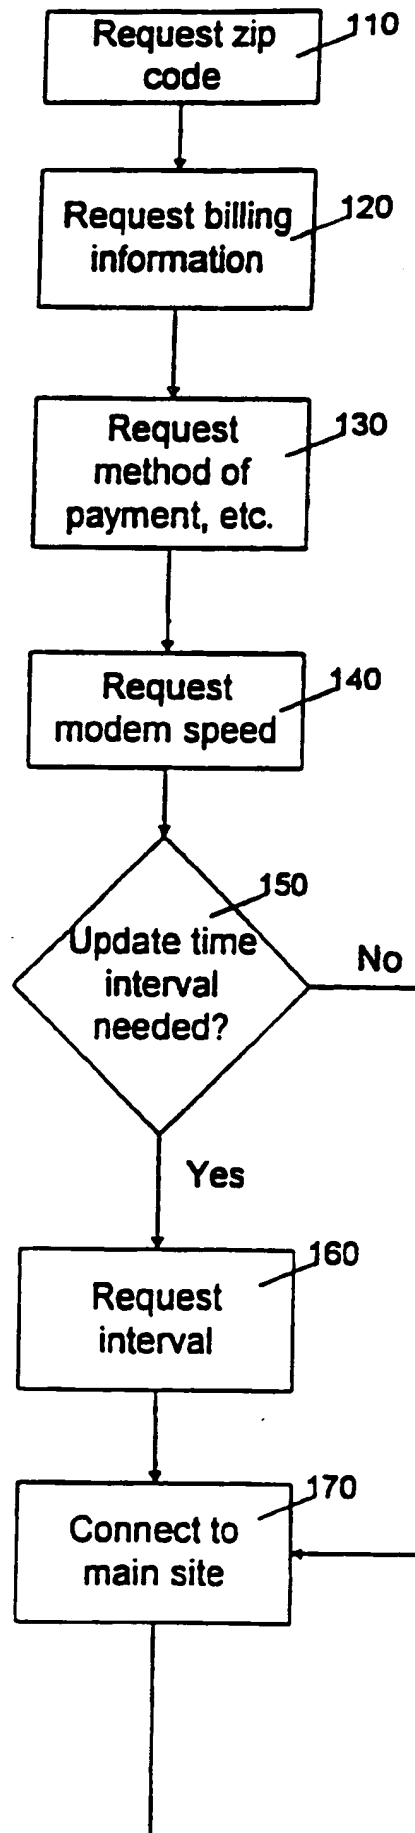 Request zip
code
110
Request billing
information
120
Request
method of
payment, etc.
130
Request
modem speed
140
150
Update time
interval
needed?
No
Yes
160
Request
interval
170
Connect to
main site